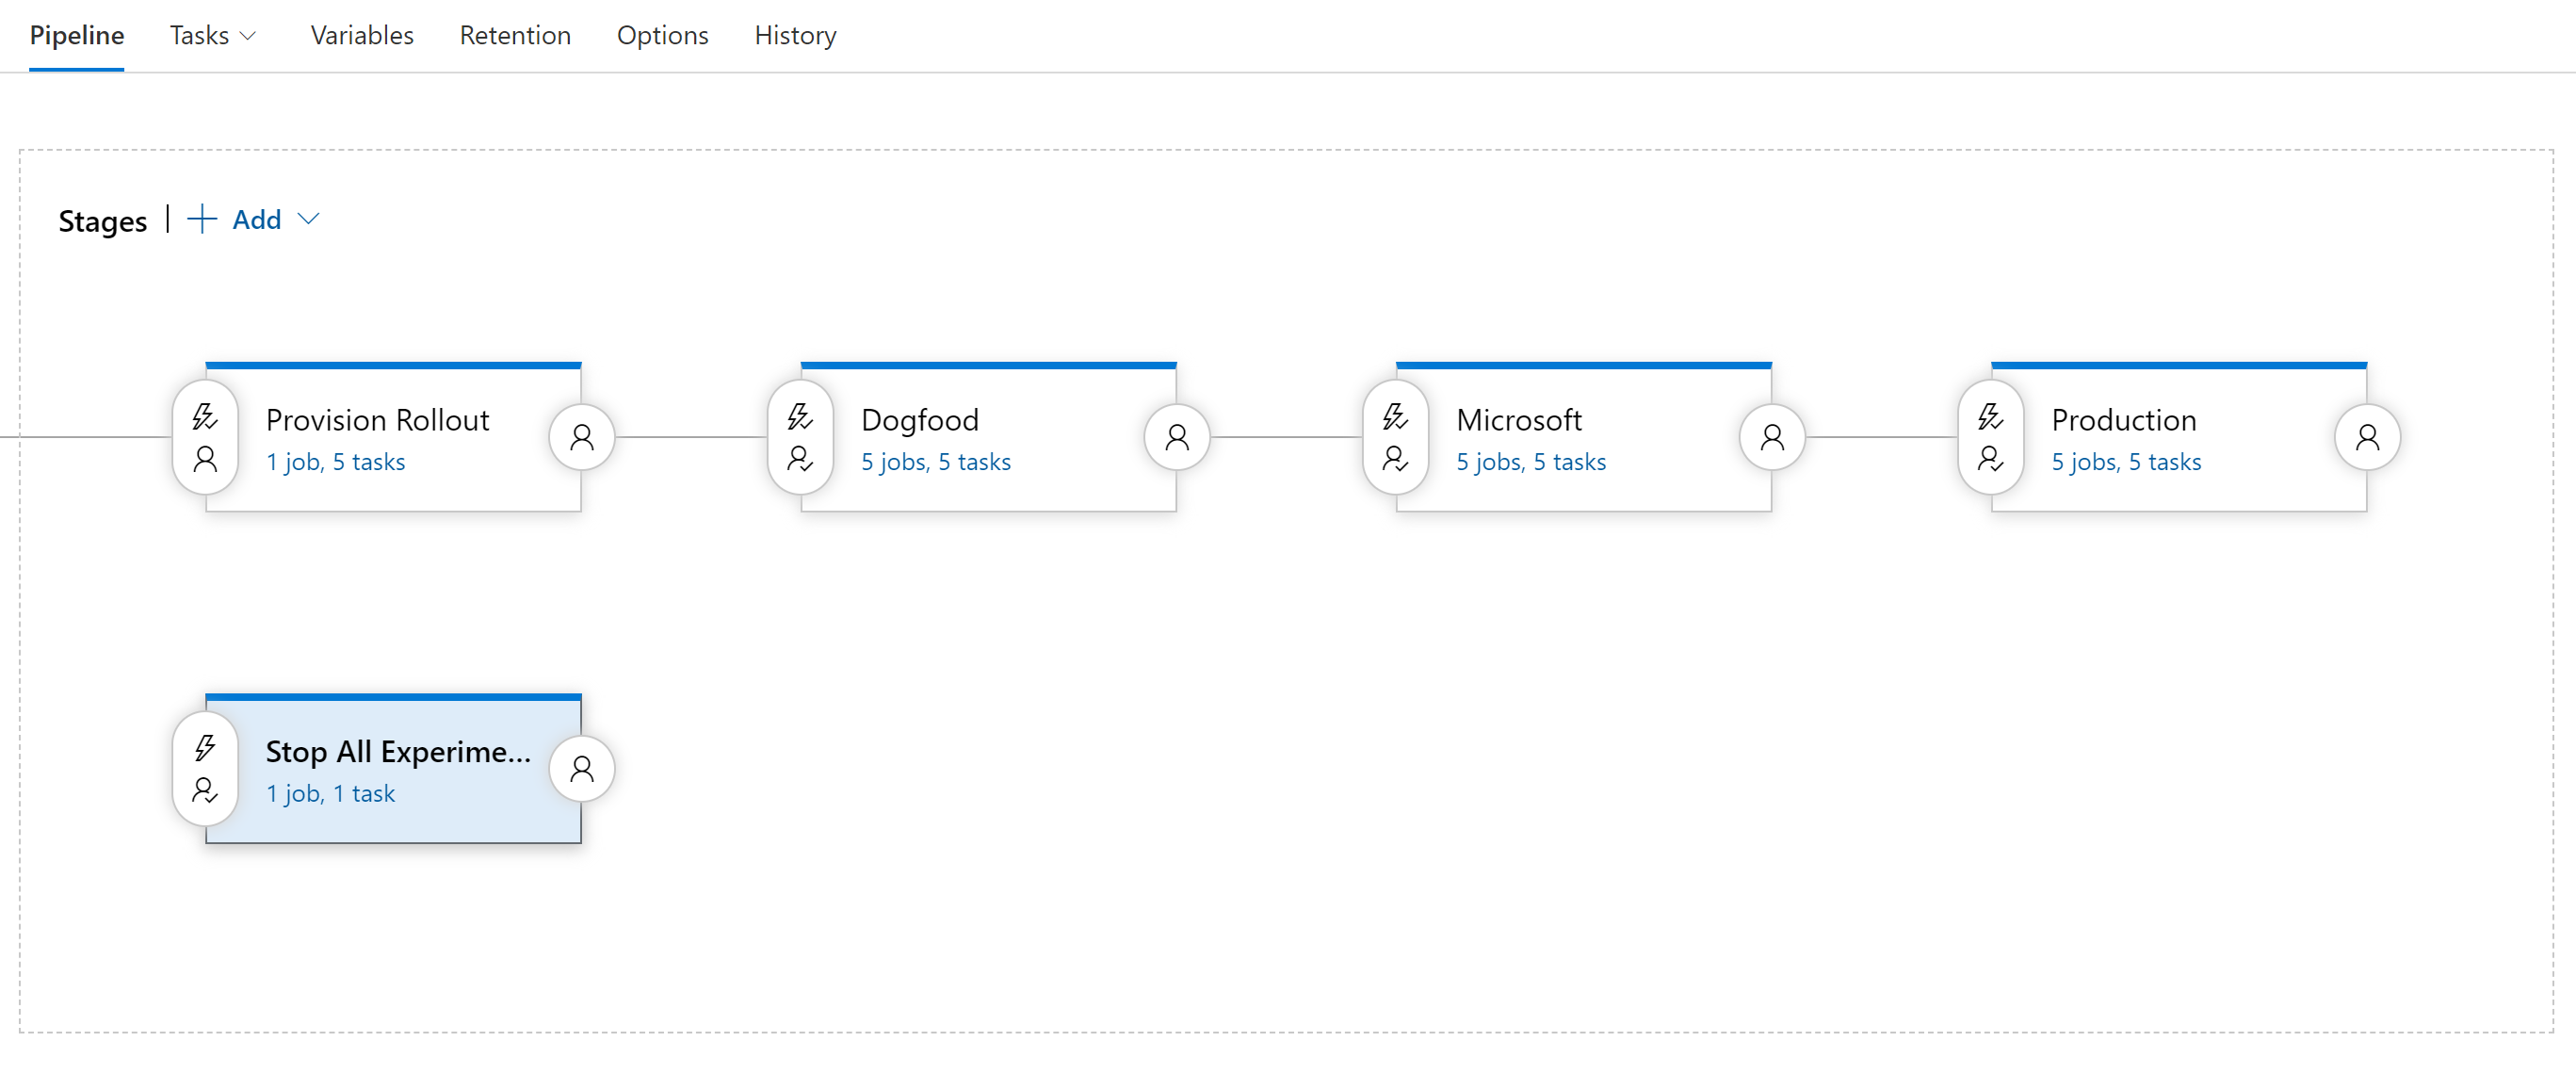 Pipeline Tasks Variables Retention Options History
Stages | + Add
Provision Rollout
1 job, 5 tasks
Dogfood
5 jobs, 5 tasks
Microsoft
5 jobs, 5 tasks
Production
5 jobs, 5 tasks
Stop All Experime...
1 job, 1 task